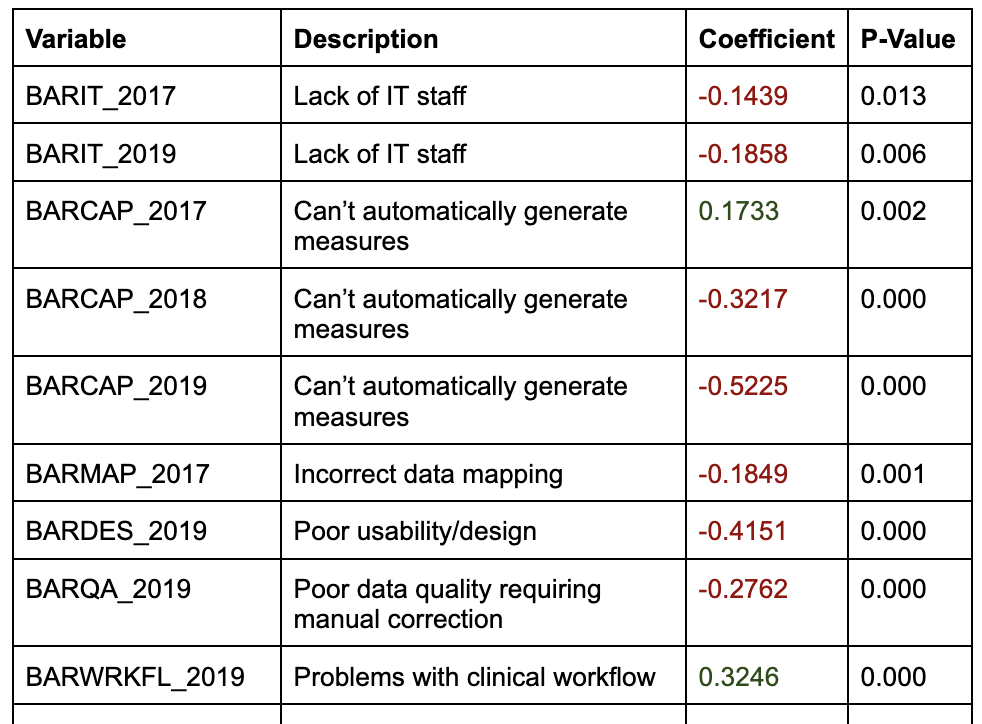 Variable Description Coefficient P-Value
BARIT_2017 Lack of IT staff -0.1439 0.013
BARIT_2019 Lack of IT staff -0.1858 0.006
BARCAP_2017 Can’t automatically generate measures 0.1733 0.002
BARCAP_2018 Can’t automatically generate measures -0.3217 0.000
BARCAP_2019 Can’t automatically generate measures -0.5225 0.000
BARMAP_2017 Incorrect data mapping -0.1849 0.001
BARDES_2019 Poor usability/design -0.4151 0.000
BARQA_2019 Poor data quality requiring manual correction -0.2762 0.000
BARWRKFL_2019 Problems with clinical workflow 0.3246 0.000